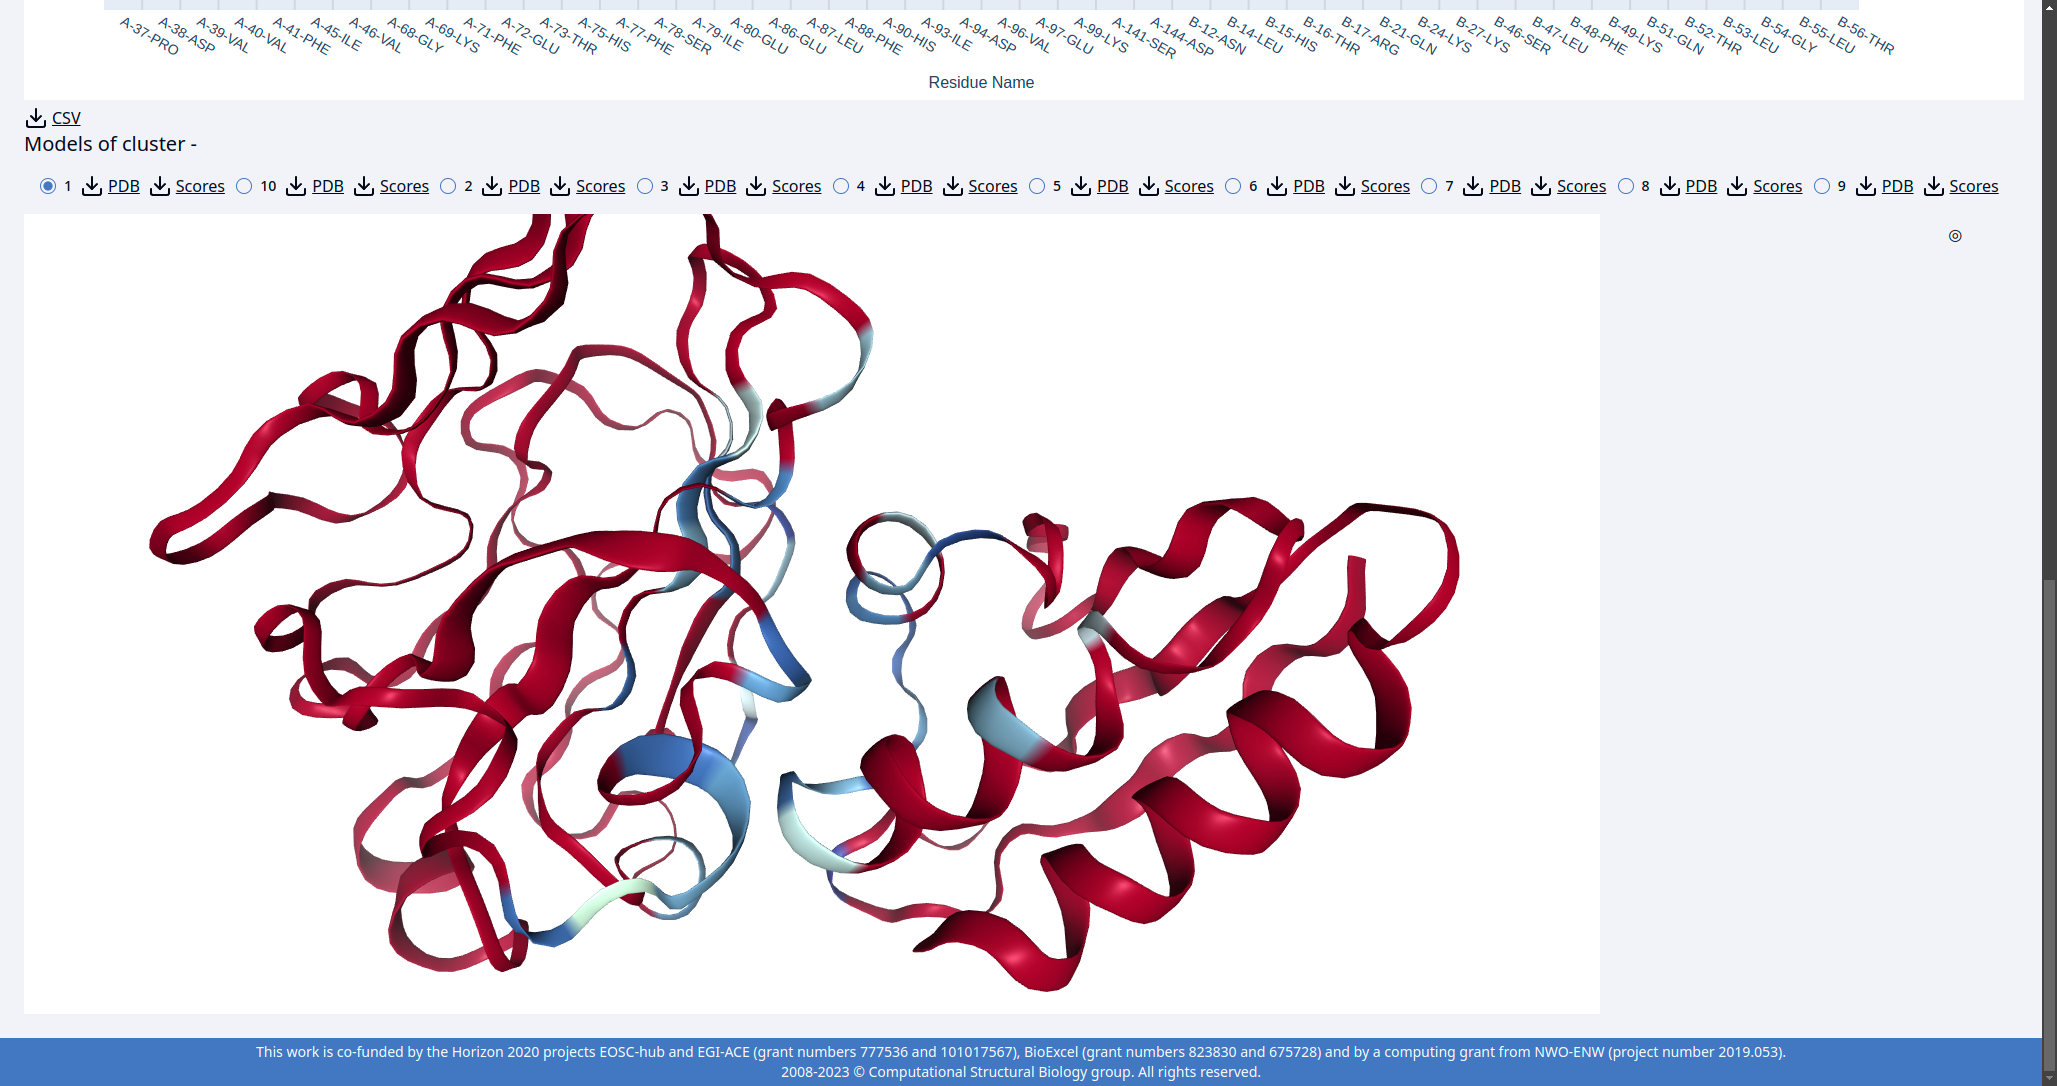 A-37-PRO A-38-ASP A-39-VAL A-40-VAL A-41-PHE A-45-ILE A-46-VAL A-68-GLY A-69-LYS A-71-PHE A-72-GLU A-73-THR A-75-HIS A-77-PHE A-78-SER A-79-ILE A-80-GLU A-86-GLU A-87-LEU A-88-PHE A-90-HIS A-93-ILE A-94-ASP A-96-VAL A-97-GLU A-99-LYS A-141-SER A-144-ASP B-12-ASN B-14-LEU B-15-HIS B-16-THR B-17-ARG B-21-GLN B-24-LYS B-27-LYS B-46-SER B-47-LEU B-48-PHE B-49-LYS B-51-GLN B-52-THR B-53-LEU B-54-GLY B-55-LEU B-56-THR
Residue Name
CSV
Models of cluster -
1 PDB Scores 10 PDB Scores 2 PDB Scores 3 PDB Scores 4 PDB Scores 5 PDB Scores 6 PDB Scores 7 PDB Scores 8 PDB Scores 9 PDB Scores
This work is co-funded by the Horizon 2020 projects EOSC-hub and EGI-ACE (grant numbers 777536 and 101017567), BioExcel (grant numbers 823830 and 675728) and by a computing grant from NWO-ENW (project number 2019.053).
2008-2023 © Computational Structural Biology group. All rights reserved.